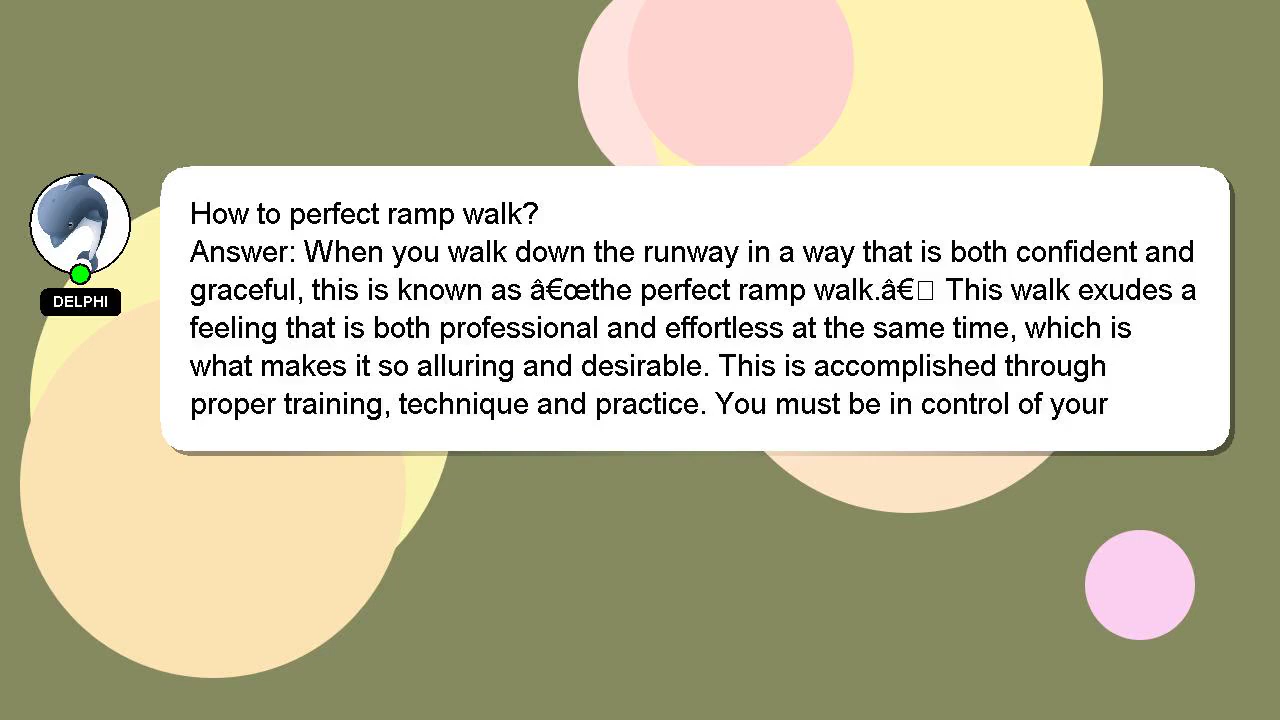 How to perfect ramp walk?
Answer: When you walk down the runway in a way that is both confident and
graceful, this is known as â€œthe perfect ramp walk.â€□ This walk exudes a
feeling that is both professional and effortless at the same time, which is
what makes it so alluring and desirable. This is accomplished through
proper training, technique and practice. You must be in control of your
DELPHI